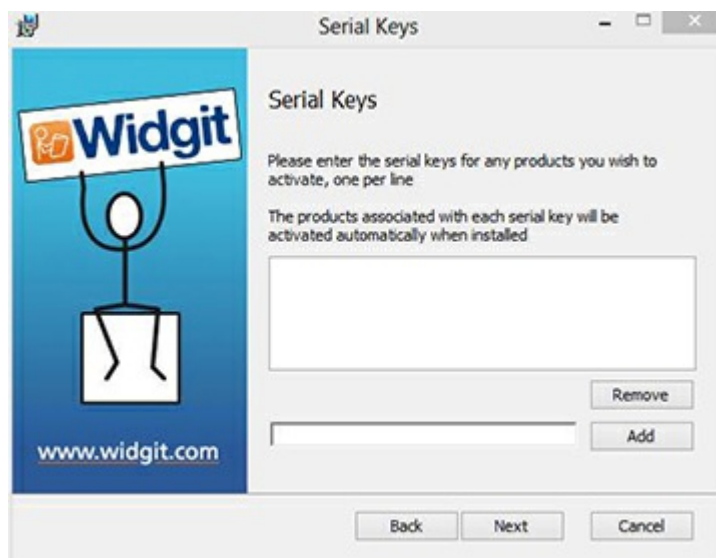 Serial Keys
Widgit
www.widgit.com
Serial Keys
Please enter the serial keys for any products you wish to
activate, one per line
The products associated with each serial key will be
activated automatically when installed
Remove
Add
Back Next Cancel